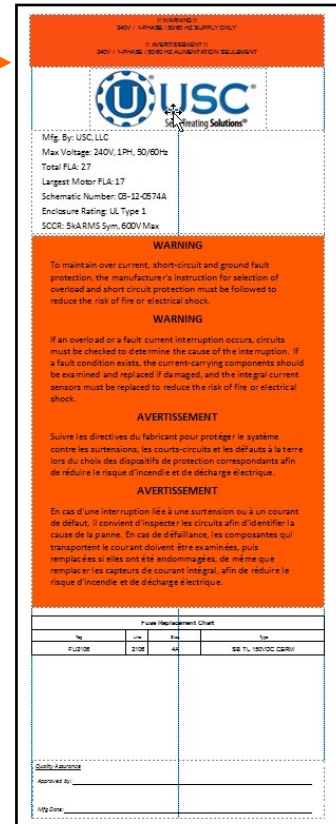 !! WARNING !!
240V / 1-PHASE / 50/60 HZ SUPPLY ONLY
!! AVERTISSEMENT !!
240V / 1-PHASE / 50/60 HZ ALIMENTATION SEULEMENT
U USC
Seed Treating Solutions®
Mfg. By: USC, LLC
Max Voltage: 240V, 1PH, 50/60Hz
Total FLA: 27
Largest Motor FLA: 17
Schematic Number: 05-12-0574A
Enclosure Rating: UL Type 1
SCCR: 5kA RMS Sym, 600V Max
WARNING
To maintain over current, short-circuit and ground fault
protection, the manufacturer's instruction for selection of
overload and short circuit protection must be followed to
reduce the risk of fire or electrical shock.
WARNING
If an overload or a fault current interruption occurs, circuits
must be checked to determine the cause of the interruption. If
a fault condition exists, the current-carrying components should
be examined and replaced if damaged, and the integral current
sensors must be replaced to reduce the risk of fire or electrical
shock.
AVERTISSEMENT
Suivre les directives du fabricant pour protéger le système
contre les surtensions, les courts-circuits et les défauts à la terre
lors du choix des dispositifs de protection correspondants afin
de réduire le risque d'incendie et de décharge électrique.
AVERTISSEMENT
En cas d'une interruption liée à une surtension ou à un courant
de défaut, il convient d'inspecter les circuits afin d'identifier la
cause de la panne. En cas de défaillance, les composantes qui
transportent le courant doivent être examinées, puis
remplacées si elles ont été endommagées, de même que
remplacer les capteurs de courant intégral, afin de réduire le
risque d'incendie et de décharge électrique.
Fuse Replacement Chart
Tag Line Size Type
FU2106 2106 4A SB TL 150VDC CERM
Quality Assurance
Approved by:
Mfg Date: